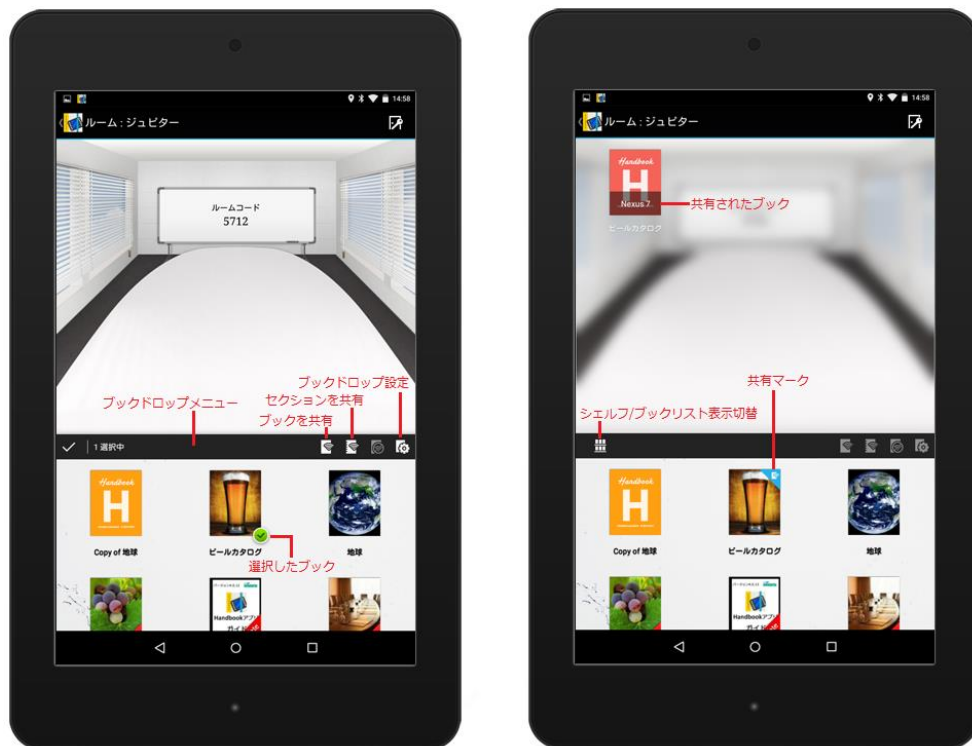 14:58
ルーム : ジュピター
ルームコード
5712
ブックドロップ設定
セクションを共有
ブックドロップメニュー
ブックを共有
1 選択中
Handbook
H
Copy of 地球
ビールカタログ
地球
選択したブック
Handbookアプリ
14:58
ルーム : ジュピター
Handbook
H
Nexus 7
共有されたブック
ビールカタログ
共有マーク
シェルフ/ブックリスト表示切替
Handbook
H
Copy of 地球
ビールカタログ
地球
Handbookアプリ